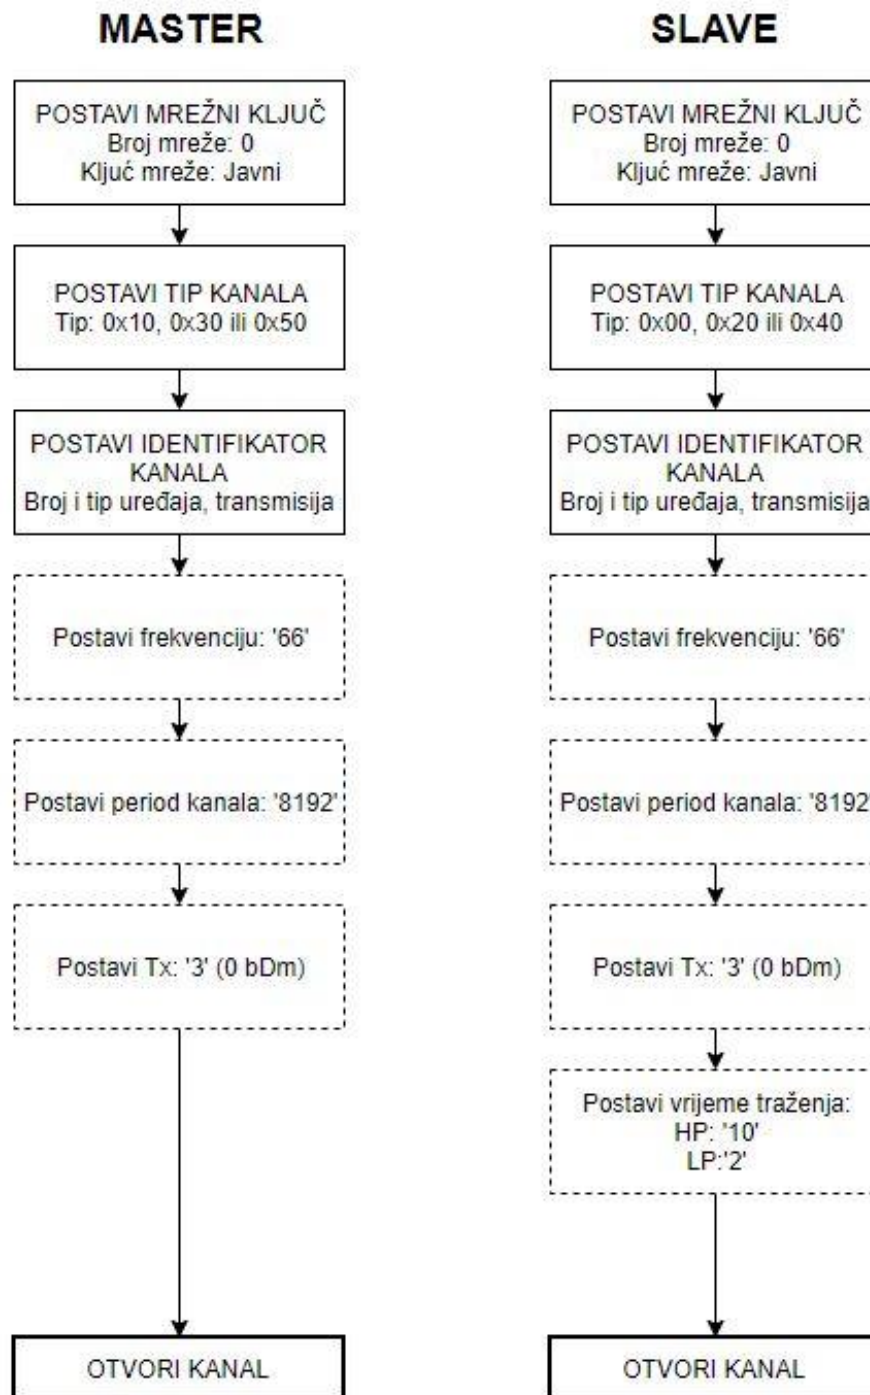 MASTER
POSTAVI MREŽNI KLJUČ
Broj mreže: 0
Ključ mreže: Javni
POSTAVI TIP KANALA
Tip: 0x10, 0x30 ili 0x50
POSTAVI IDENTIFIKATOR
KANALA
Broj i tip uređaja, transmisija
Postavi frekvenciju: '66'
Postavi period kanala: '8192'
Postavi Tx: '3' (0 bDm)
OTVORI KANAL
SLAVE
POSTAVI MREŽNI KLJUČ
Broj mreže: 0
Ključ mreže: Javni
POSTAVI TIP KANALA
Tip: 0x00, 0x20 ili 0x40
POSTAVI IDENTIFIKATOR
KANALA
Broj i tip uređaja, transmisija
Postavi frekvenciju: '66'
Postavi period kanala: '8192'
Postavi Tx: '3' (0 bDm)
Postavi vrijeme traženja:
HP: '10'
LP:'2'
OTVORI KANAL